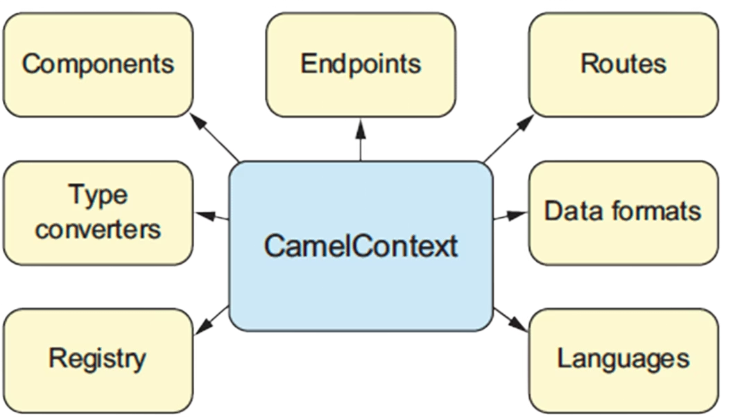 Components
Endpoints
Routes
Type
converters
CamelContext
Data formats
Registry
Languages